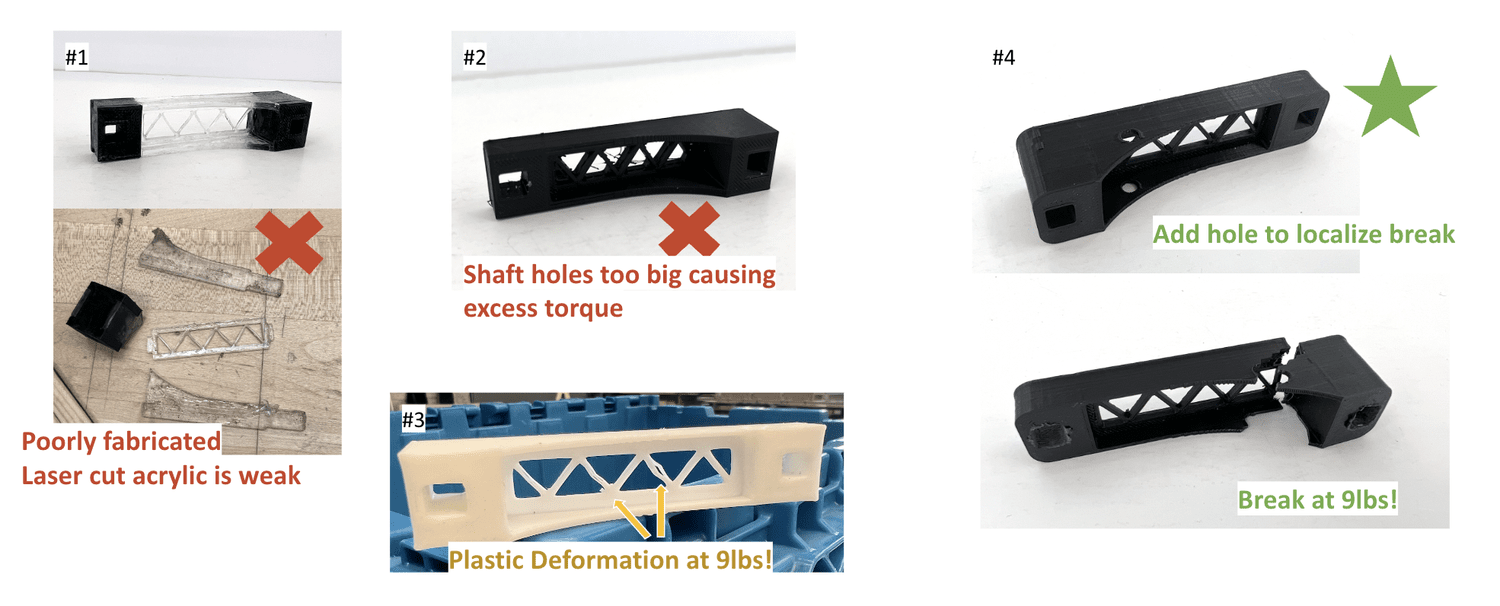 #1
Poorly fabricated
Laser cut acrylic is weak
#2
Shaft holes too big causing
excess torque
#3
Plastic Deformation at 9lbs!
#4
Add hole to localize break
Break at 9lbs!